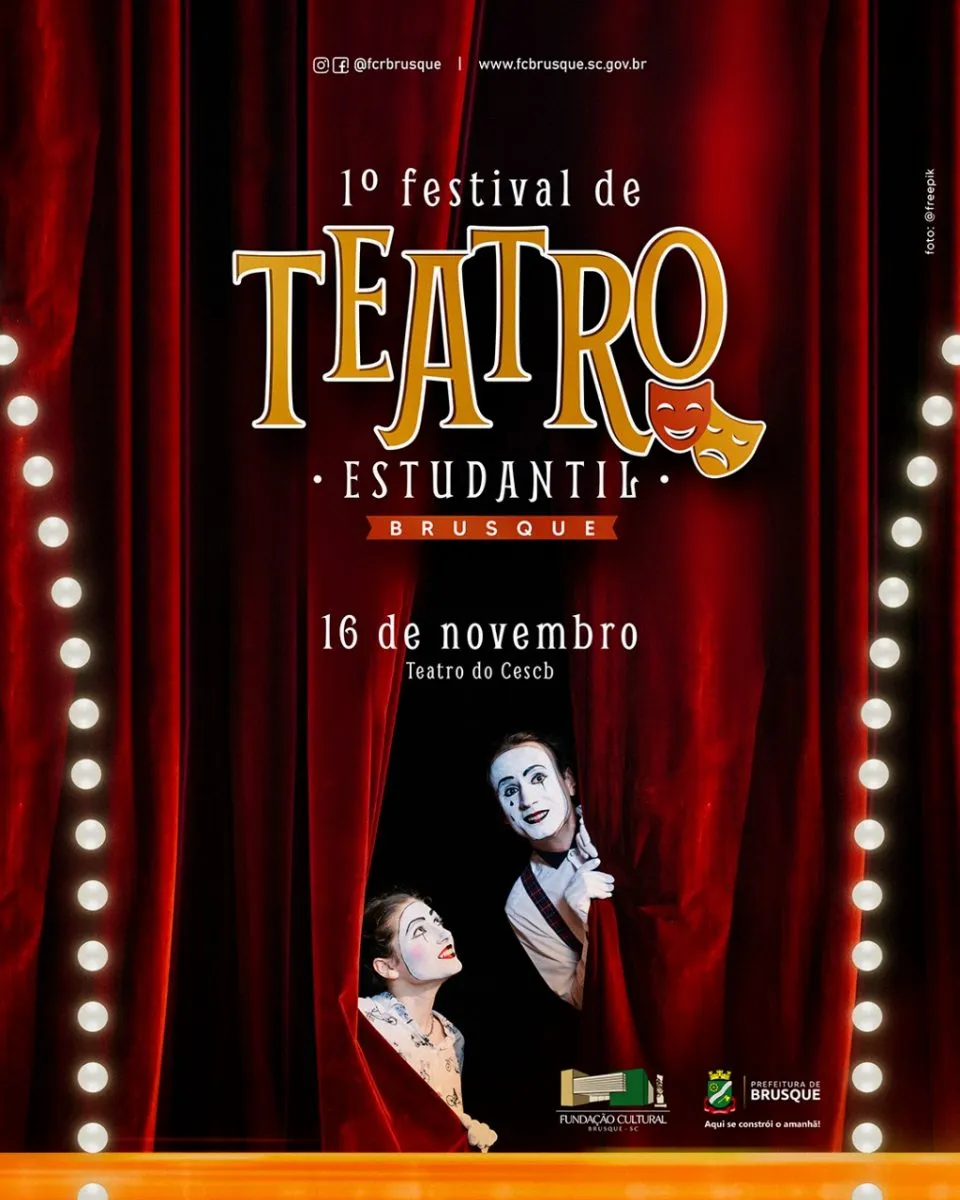 @fcrbrusque | www.fcbrusque.sc.gov.br
foto: @freepik
1º festival de
TEATRO
• ESTUDANTIL •
BRUSQUE
16 de novembro
Teatro do Cescb
FUNDAÇÃO CULTURAL
BRUSQUE - SC
PREFEITURA DE
BRUSQUE
Aqui se constrói o amanhã!